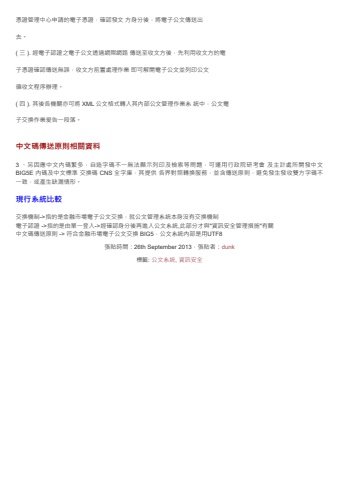 憑證管理中心申請的電子憑證，確認發文 方身分後，將電子公文傳送出
去。
( 三 ). 經電子認證之電子公文透過網際網路 傳送至收文方後，先利用收文方的電
子憑證確認傳送無誤，收文方前置處理作業 即可解開電子公文並列印公文
循收文程序辦理。
( 四 ). 其後各機關亦可將 XML 公文格式轉入其內部公文管理作業系 統中，公文電
子交換作業營告一段落。
中文碼傳送原則相關資料
3 、另因應中文內碼繁多，自造字碼不一無法顯示列印及檢索等問題，可運用行政院研考會 及主計處所開發中文
BIG5E 內碼及中文標準 交換碼 CNS 全字庫，其提供 各界對照轉換服務，並含傳送原則，避免發生發收雙方字碼不
一致，或產生缺漏情形。
現行系統比較
交換機制->指的是金融市場電子公文交換，就公文管理系統本身沒有交換機制
電子認證 ->指的是由單一登入->經確認身分後再進入公文系統,此部分才與"資訊安全管理措施"有關
中文碼傳送原則 -> 符合金融市場電子公文交換 BIG5，公文系統內部是用UTF8
張貼時間：26th September 2013，張貼者：dunk
標籤: 公文系統, 資訊安全